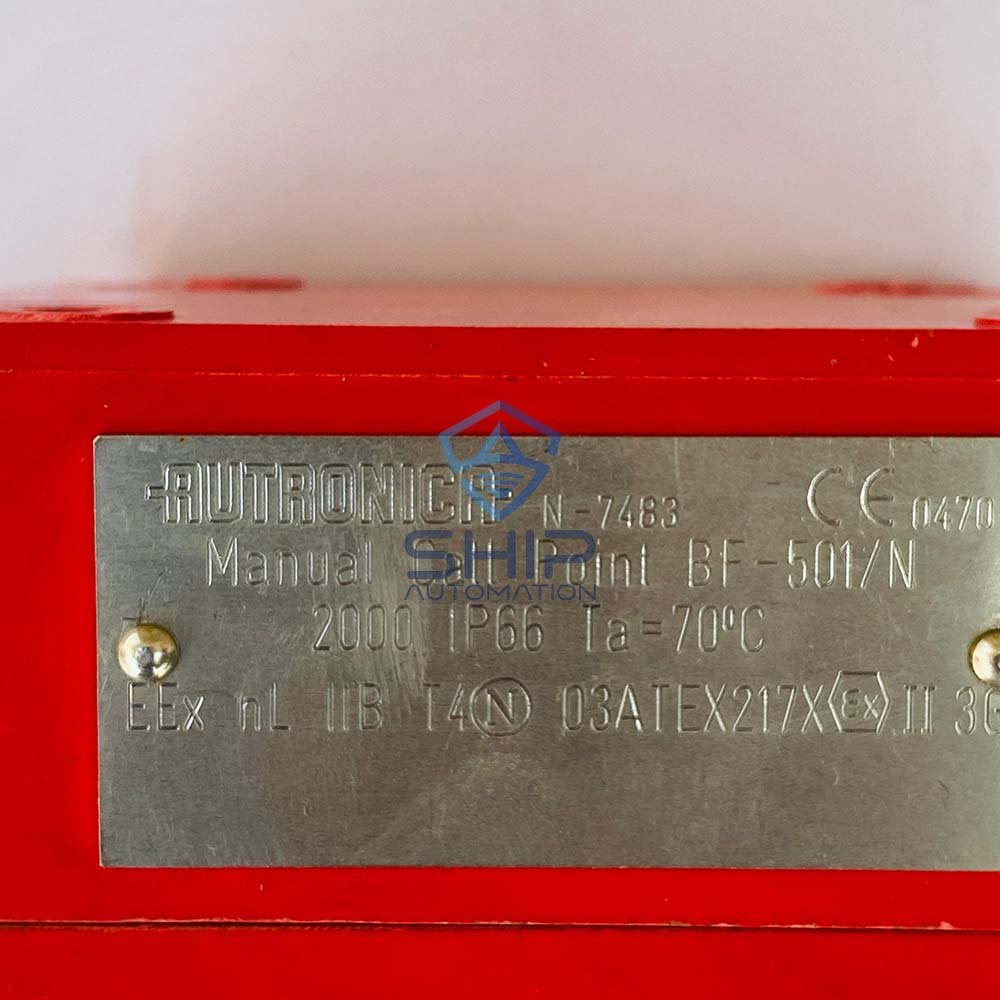 AUTRONICA N-7483 CE 0470
Manual Call Point BF-501/N
2000 IP66 Ta=70ºC
EEx nL IIB T4 N 03ATEX217X Ex II 3G
SHIP
AUTOMATION